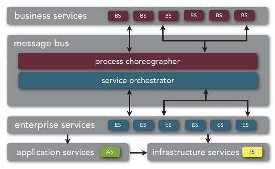 business services BS BS BS BS BS BS
message bus
process choreographer
service orchestrator
enterprise services ES ES ES ES ES ES
application services AS infrastructure services IS